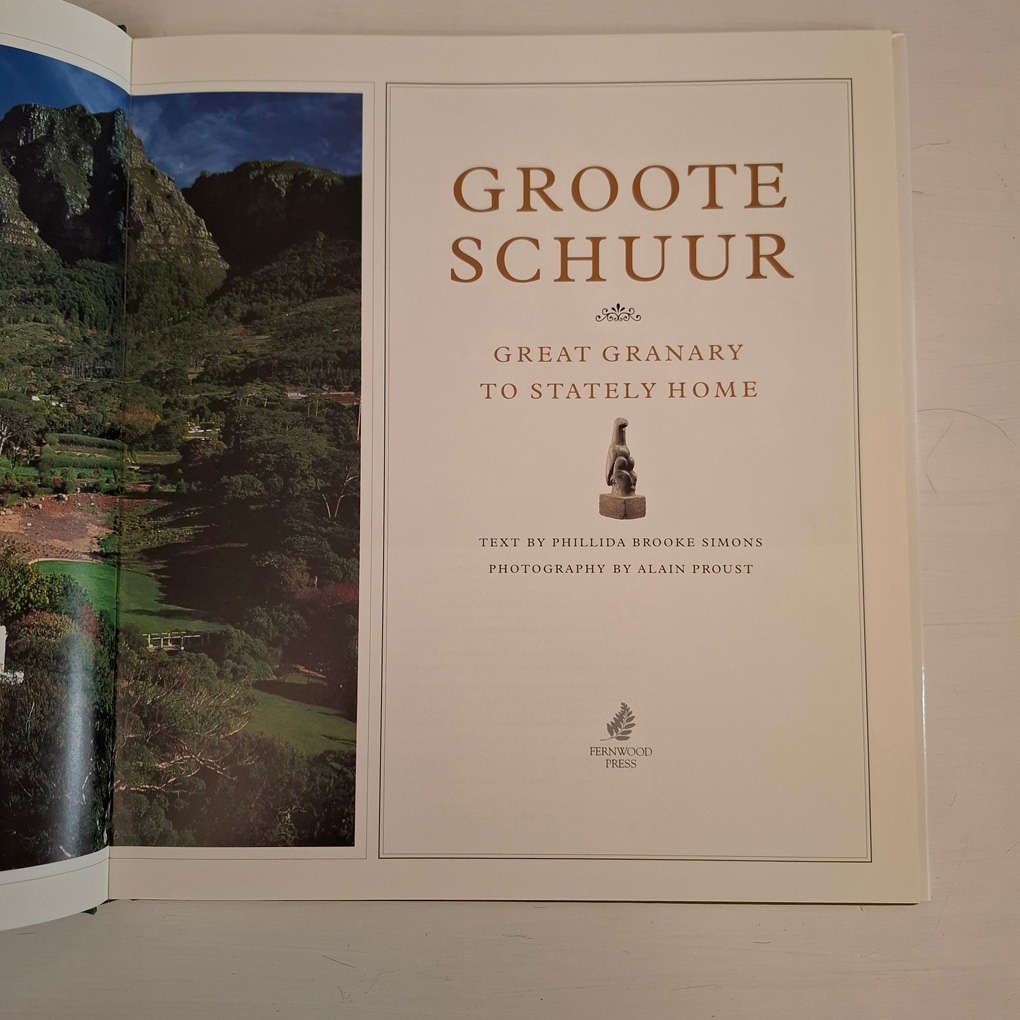 GROOTE
SCHUUR
GREAT GRANARY
TO STATELY HOME
TEXT BY PHILLIDA BROOKE SIMONS
PHOTOGRAPHY BY ALAIN PROUST
FERNWOOD
PRESS